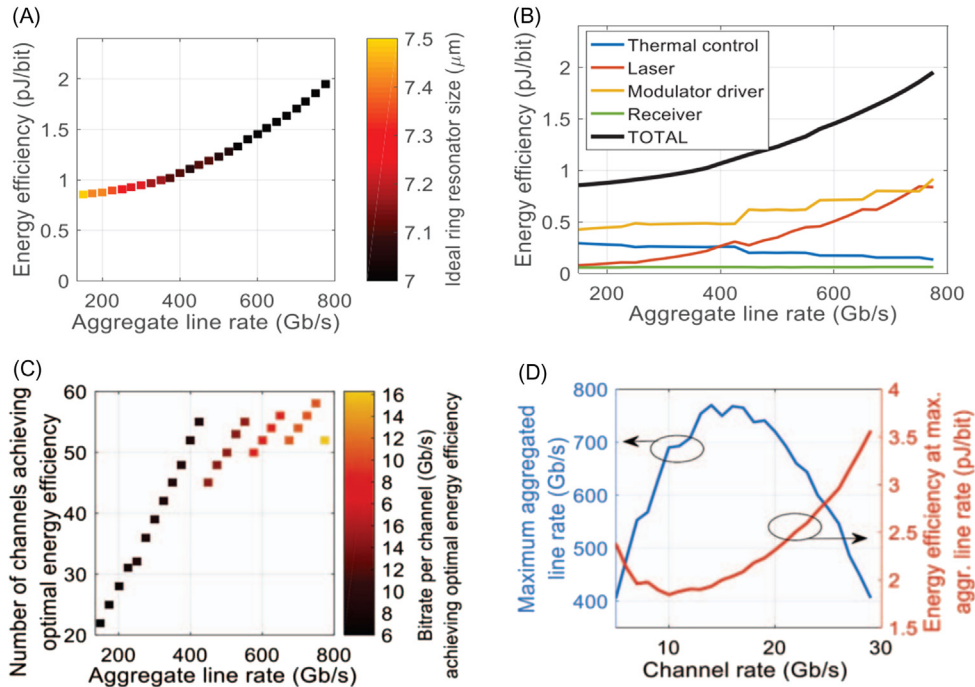 (A)
Energy efficiency (pJ/bit)
2
1.5
1
0.5
0
200 400 600 800
Aggregate line rate (Gb/s)
7.5
7.4
7.3
7.2
7.1
7
Ideal ring resonator size (μm)
(B)
Energy efficiency (pJ/bit)
2
1.5
1
0.5
0
Thermal control
Laser
Modulator driver
Receiver
TOTAL
200 400 600 800
Aggregate line rate (Gb/s)
(C)
Number of channels achieving
optimal energy efficiency
60
50
40
30
20
200 400 600 800
Aggregate line rate (Gb/s)
16
14
12
10
8
16
14
12
10
8
6
Bitrate per channel (Gb/s)
achieving optimal energy efficiency
(D)
Maximum aggregated
line rate (Gb/s)
800
700
600
500
400
10 20 30
Channel rate (Gb/s)
4
3.5
3
2.5
2
1.5
Energy efficiency at max.
aggr. line rate (pJ/bit)